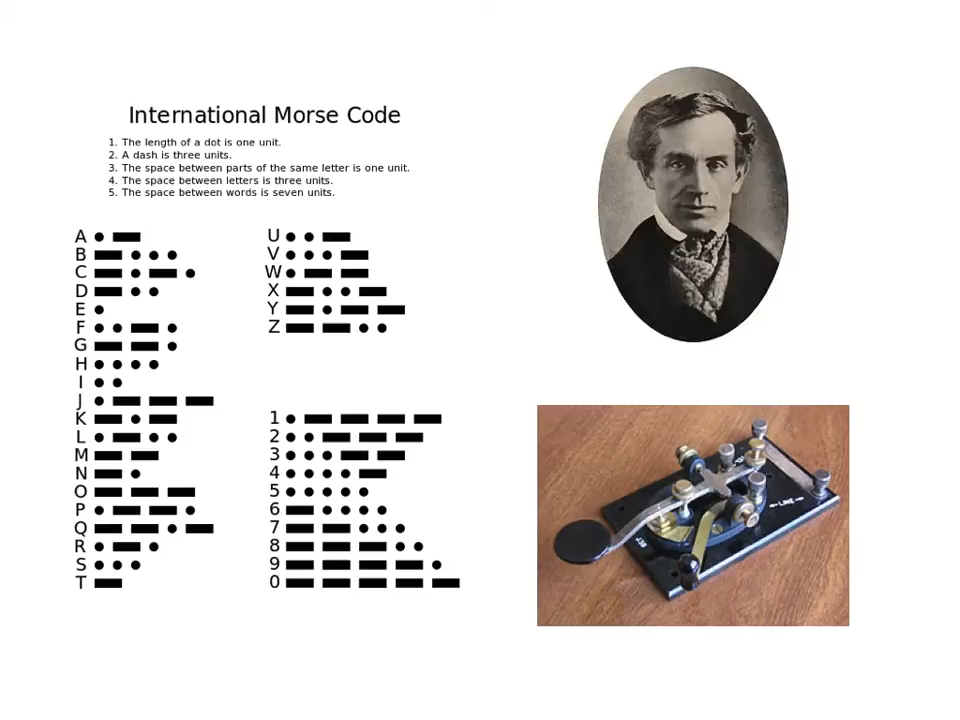 International Morse Code
1. The length of a dot is one unit.
2. A dash is three units.
3. The space between parts of the same letter is one unit.
4. The space between letters is three units.
5. The space between words is seven units.
A
B
C
D
E
F
G
H
I
J
K
L
M
N
O
P
Q
R
S
T
U
V
W
X
Y
Z
1
2
3
4
5
6
7
8
9
0
LINE